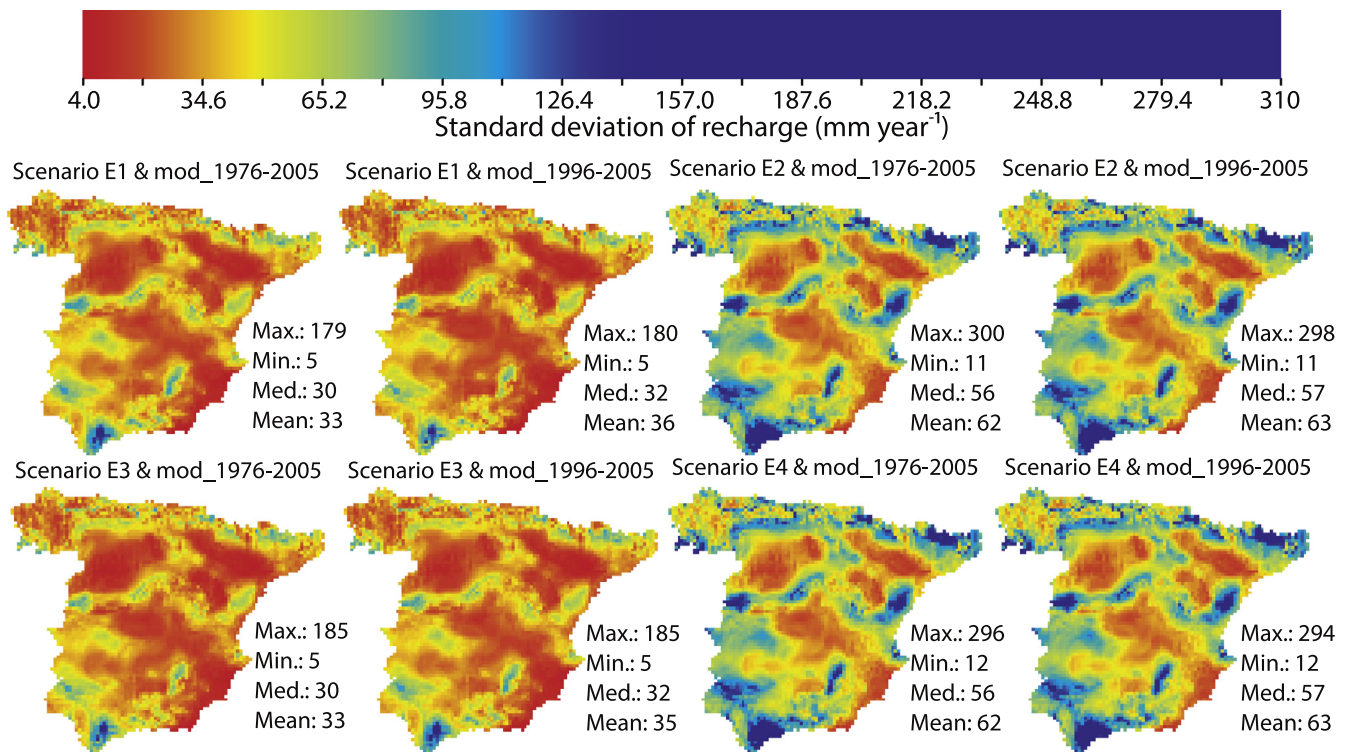 4.0 34.6 65.2 95.8 126.4 157.0 187.6 218.2 248.8 279.4 310
Standard deviation of recharge (mm year⁻¹)
Scenario E1 & mod_1976-2005
Max.: 179
Min.: 5
Med.: 30
Mean: 33
Scenario E1 & mod_1996-2005
Max.: 180
Min.: 5
Med.: 32
Mean: 36
Scenario E2 & mod_1976-2005
Max.: 300
Min.: 11
Med.: 56
Mean: 62
Scenario E2 & mod_1996-2005
Max.: 298
Min.: 11
Med.: 57
Mean: 63
Scenario E3 & mod_1976-2005
Max.: 185
Min.: 5
Med.: 30
Mean: 33
Scenario E3 & mod_1996-2005
Max.: 185
Min.: 5
Med.: 32
Mean: 35
Scenario E4 & mod_1976-2005
Max.: 296
Min.: 12
Med.: 56
Mean: 62
Scenario E4 & mod_1996-2005
Max.: 294
Min.: 12
Med.: 57
Mean: 63